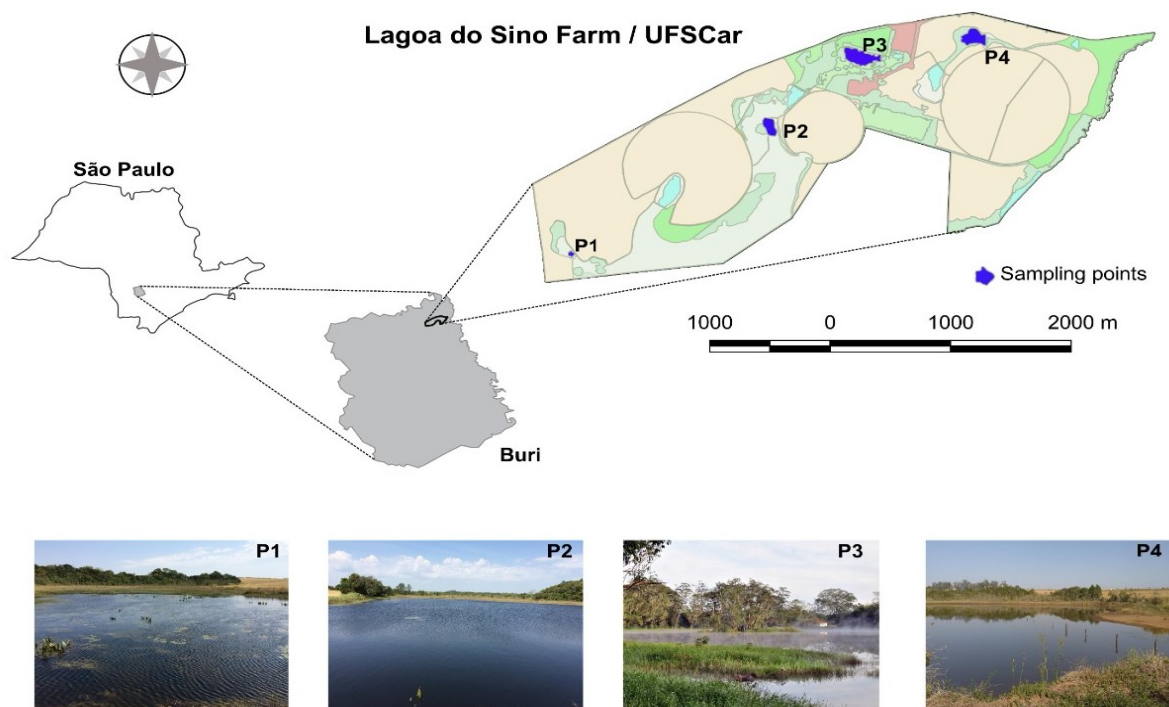 Lagoa do Sino Farm / UFSCar
P3
P4
P2
São Paulo
P1
Sampling points
1000 0 1000 2000 m
Buri
P1
P2
P3
P4